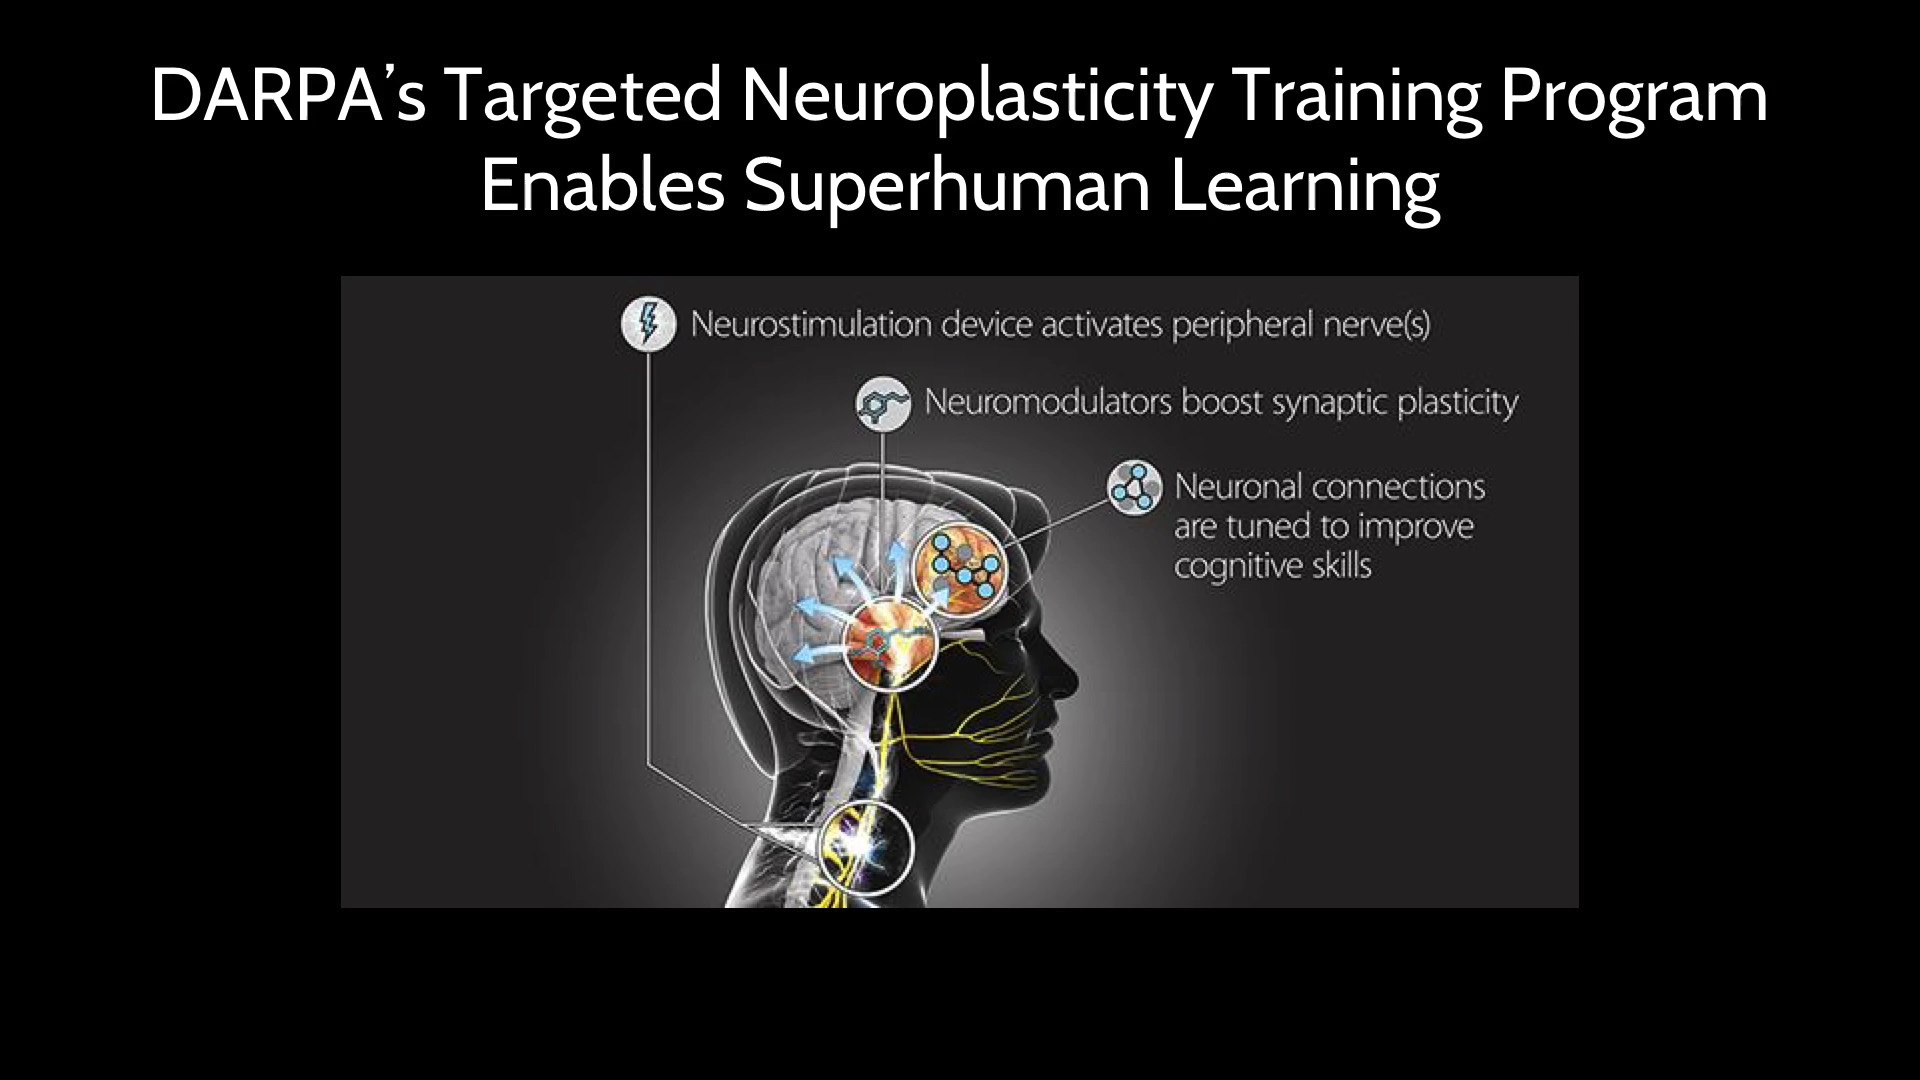 DARPA’s Targeted Neuroplasticity Training Program
Enables Superhuman Learning
Neurostimulation device activates peripheral nerve(s)
Neuromodulators boost synaptic plasticity
Neuronal connections
are tuned to improve
cognitive skills